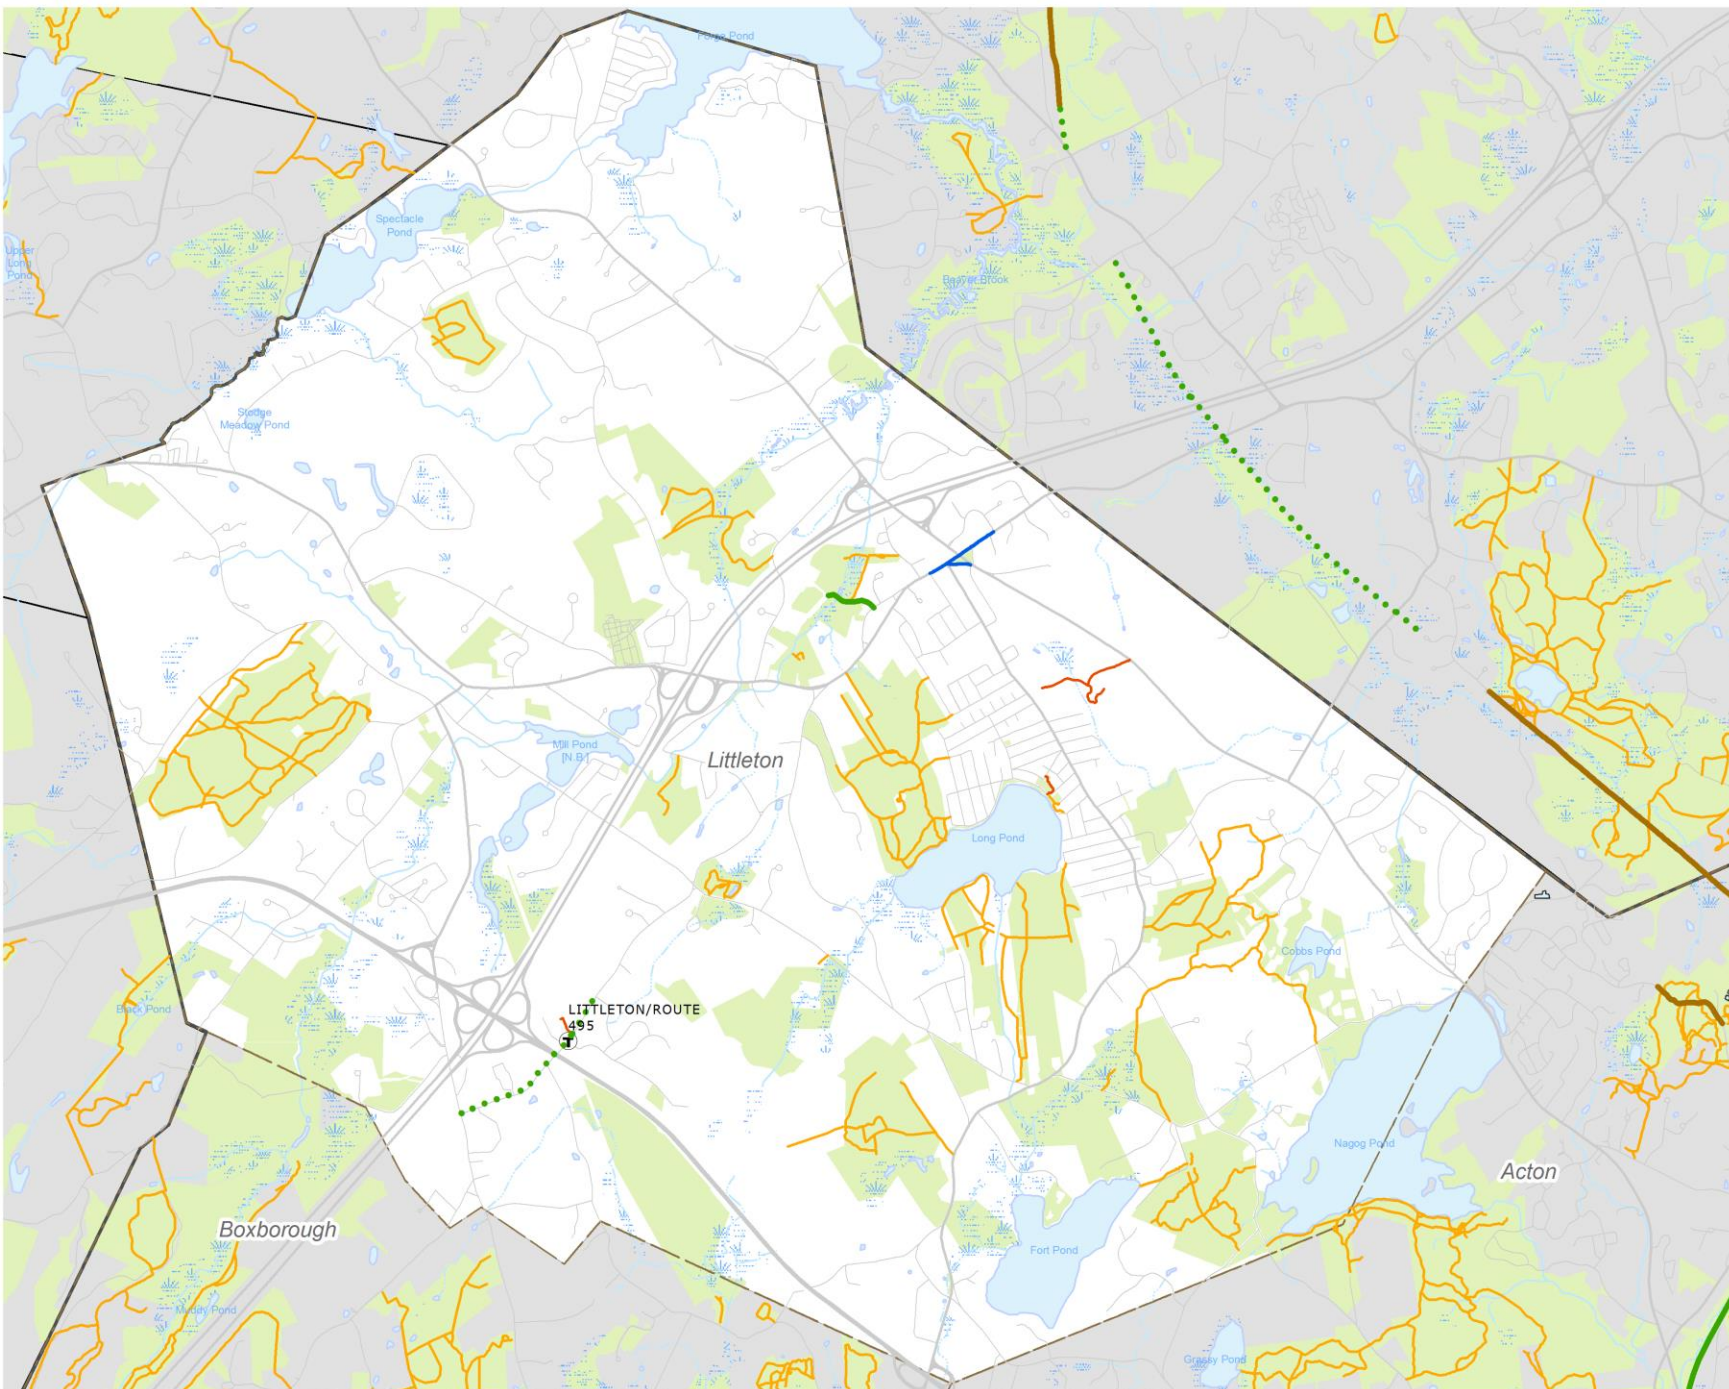 Forge Pond
Spectacle
Pond
Upper
Long
Pond
Beaver Brook
Stodge
Meadow Pond
Mill Pond
[N.B.]
Littleton
Long Pond
Cobbs Pond
Black Pond
LITTLETON/ROUTE
495
T
Nagog Pond
Acton
Boxborough
Fort Pond
Muddy Pond
Grassy Pond